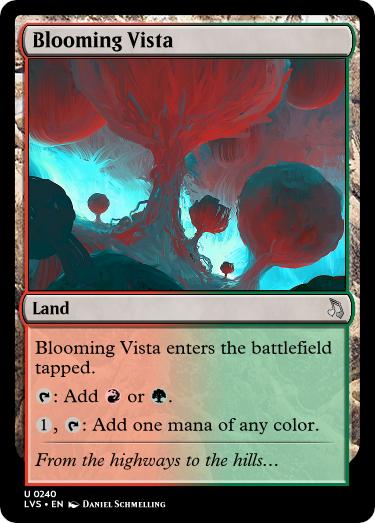 Blooming Vista
Land
Blooming Vista enters the battlefield
tapped.
: Add or .
1, : Add one mana of any color.
From the highways to the hills…
U 0240
LVS • EN Daniel Schmelling